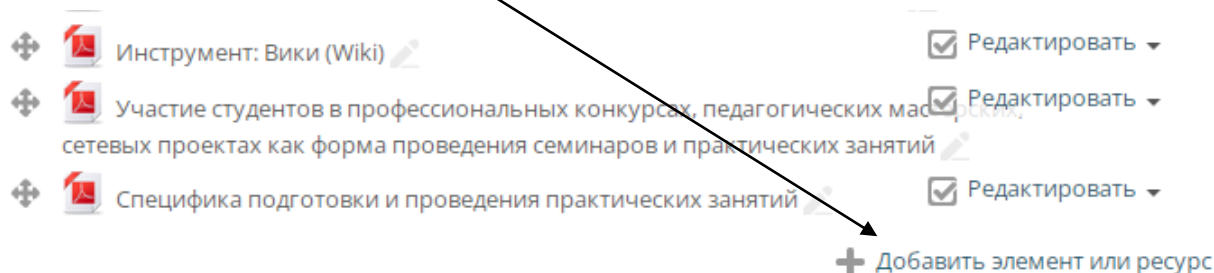 Инструмент: Вики (Wiki)
Редактировать
Участие студентов в профессиональных конкурсах, педагогических мастерских,
Редактировать
сетевых проектах как форма проведения семинаров и практических занятий
Специфика подготовки и проведения практических занятий
Редактировать
Добавить элемент или ресурс